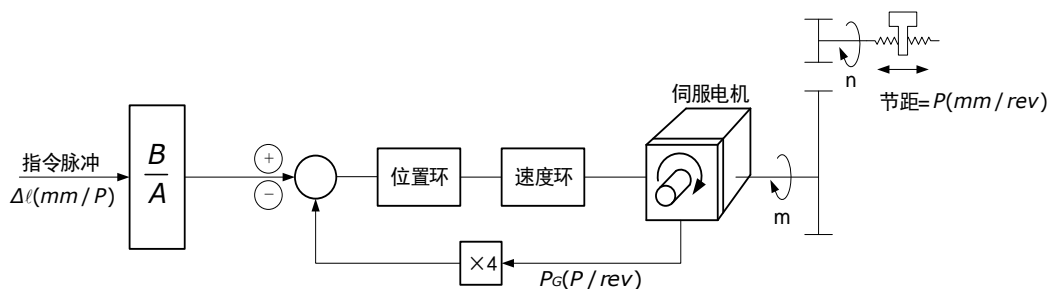 n
节距=P(mm/rev)
伺服电机
指令脉冲
Δℓ(mm/P)
B
A
+
−
位置环
速度环
m
×4
PG(P/rev)